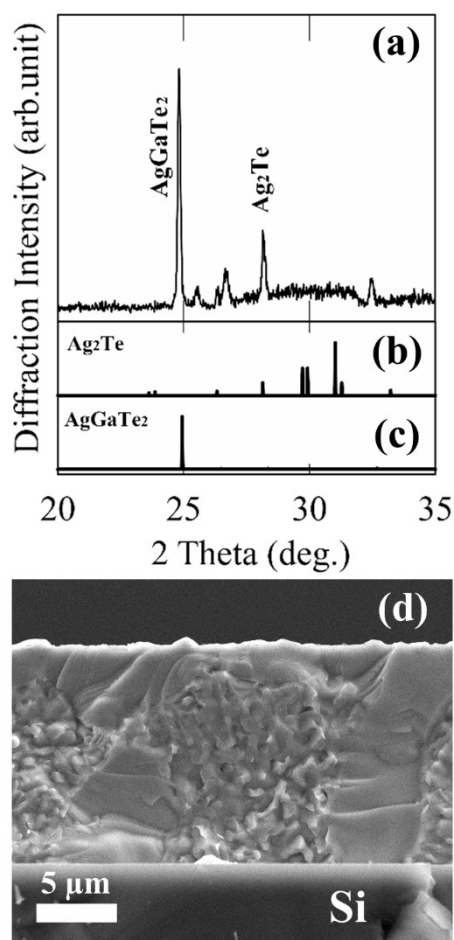 (a)
Diffraction Intensity (arb.unit)
AgGaTe₂
Ag₂Te
Ag₂Te
(b)
AgGaTe₂
(c)
20 25 30 35
2 Theta (deg.)
(d)
5 µm
Si